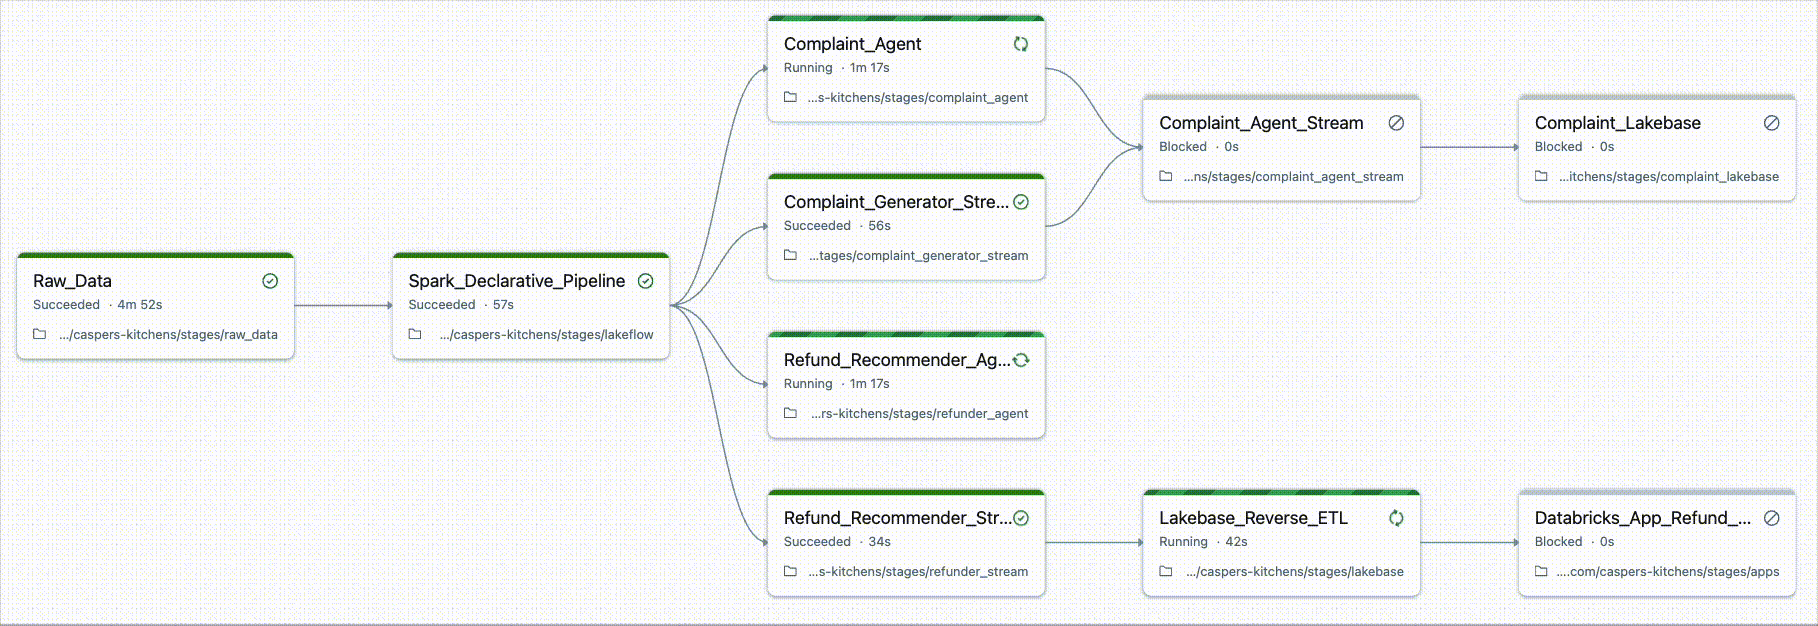 Raw_Data
Succeeded · 4m 52s
.../caspers-kitchens/stages/raw_data
Spark_Declarative_Pipeline
Succeeded · 57s
.../caspers-kitchens/stages/lakeflow
Complaint_Agent
Running · 1m 17s
...s-kitchens/stages/complaint_agent
Complaint_Generator_Stre...
Succeeded · 56s
...tages/complaint_generator_stream
Refund_Recommender_Ag...
Running · 1m 17s
...rs-kitchens/stages/refunder_agent
Refund_Recommender_Str...
Succeeded · 34s
...s-kitchens/stages/refunder_stream
Complaint_Agent_Stream
Blocked · 0s
...ns/stages/complaint_agent_stream
Lakebase_Reverse_ETL
Running · 42s
.../caspers-kitchens/stages/lakebase
Complaint_Lakebase
Blocked · 0s
...itchens/stages/complaint_lakebase
Databricks_App_Refund_...
Blocked · 0s
....com/caspers-kitchens/stages/apps